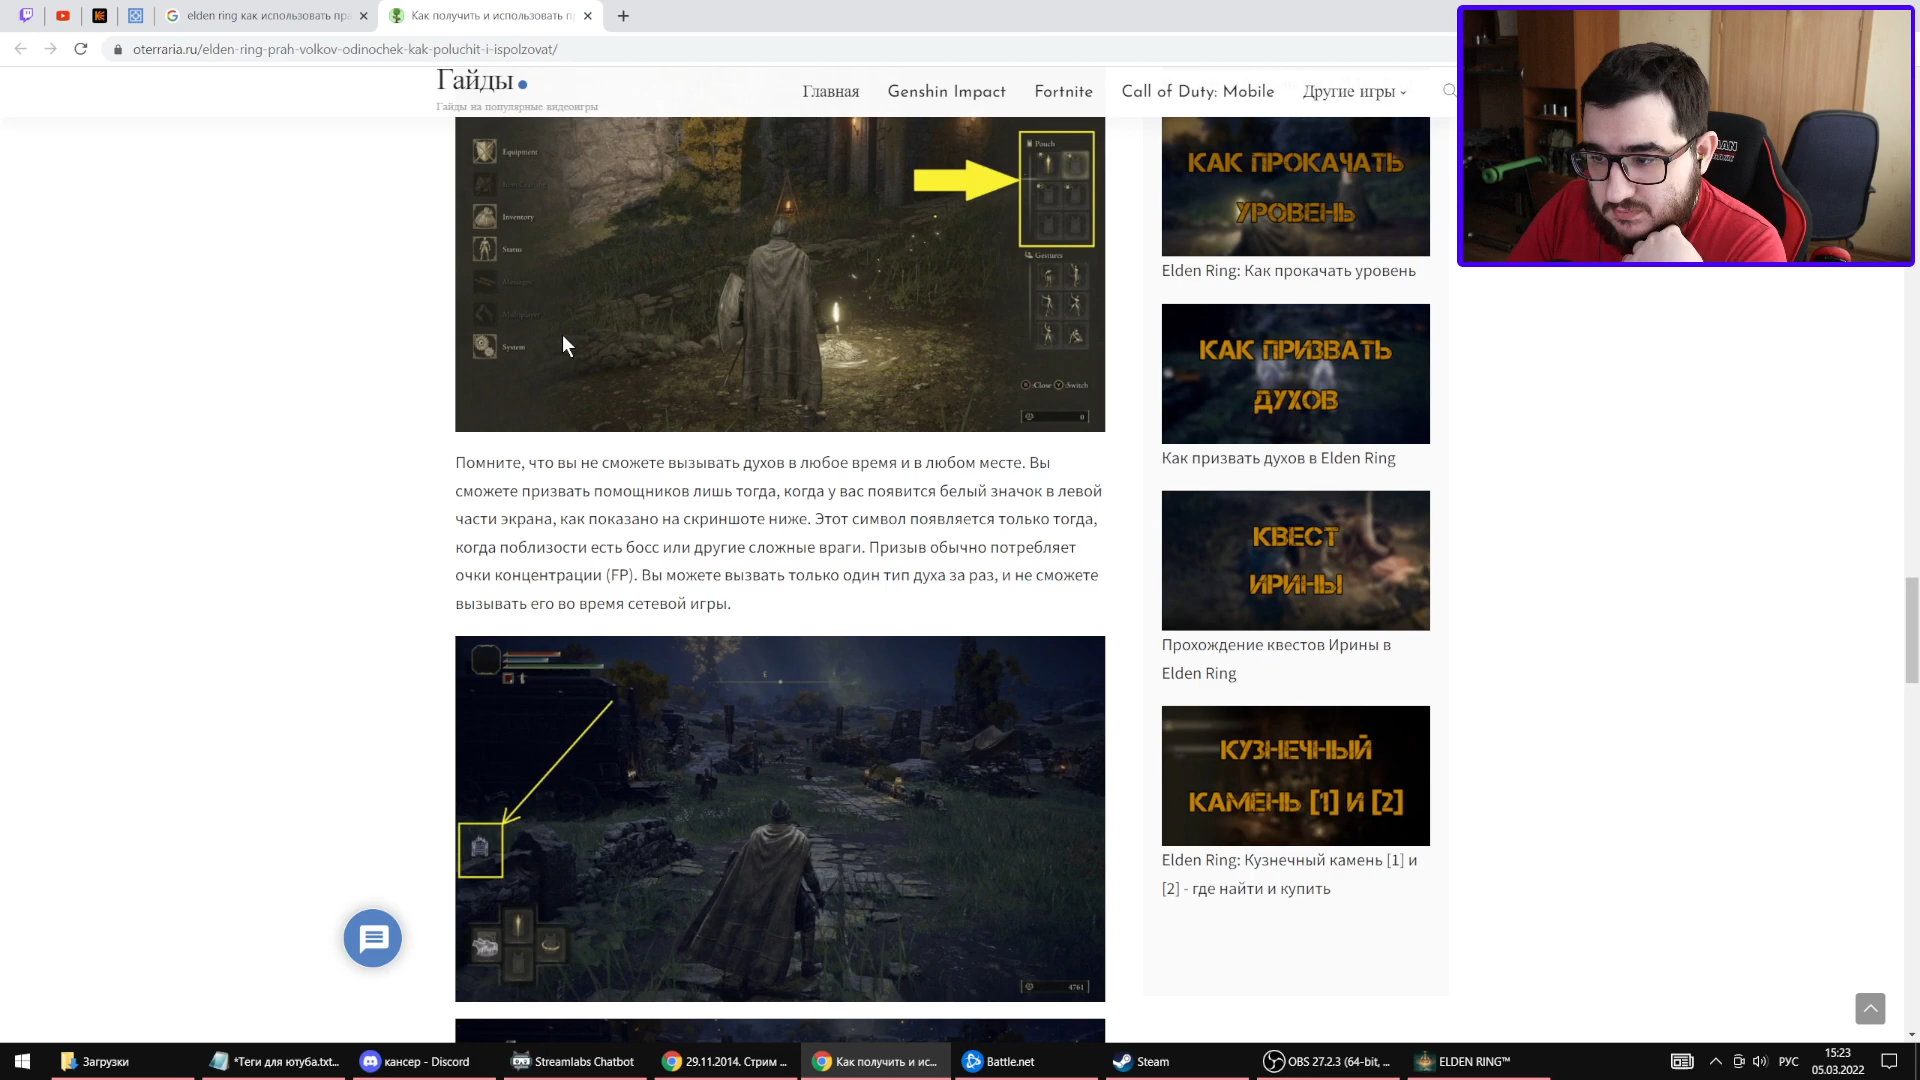 elden ring как использовать пра
Как получить и использовать п
oterraria.ru/elden-ring-prah-volkov-odinochek-kak-poluchit-i-ispolzovat/
Гайды
Гайды на популярные видеоигры
Главная
Genshin Impact
Fortnite
Call of Duty: Mobile
Другие игры
Equipment
Inventory
Status
System
Pouch
Gestures
:Close
:Switch
0
Помните, что вы не сможете вызывать духов в любое время и в любом месте. Вы
сможете призвать помощников лишь тогда, когда у вас появится белый значок в левой
части экрана, как показано на скриншоте ниже. Этот символ появляется только тогда,
когда поблизости есть босс или другие сложные враги. Призыв обычно потребляет
очки концентрации (FP). Вы можете вызвать только один тип духа за раз, и не сможете
вызывать его во время сетевой игры.
4761
КАК ПРОКАЧАТЬ
УРОВЕНЬ
Elden Ring: Как прокачать уровень
КАК ПРИЗВАТЬ
ДУХОВ
Как призвать духов в Elden Ring
КВЕСТ
ИРИНЫ
Прохождение квестов Ирины в
Elden Ring
КУЗНЕЧНЫЙ
КАМЕНЬ [1] И [2]
Elden Ring: Кузнечный камень [1] и
[2] - где найти и купить
Загрузки
*Теги для ютуба.txt...
кансер - Discord
Streamlabs Chatbot
29.11.2014. Стрим ...
Как получить и ис...
Battle.net
Steam
OBS 27.2.3 (64-bit, ...
ELDEN RING™
РУС
15:23
05.03.2022